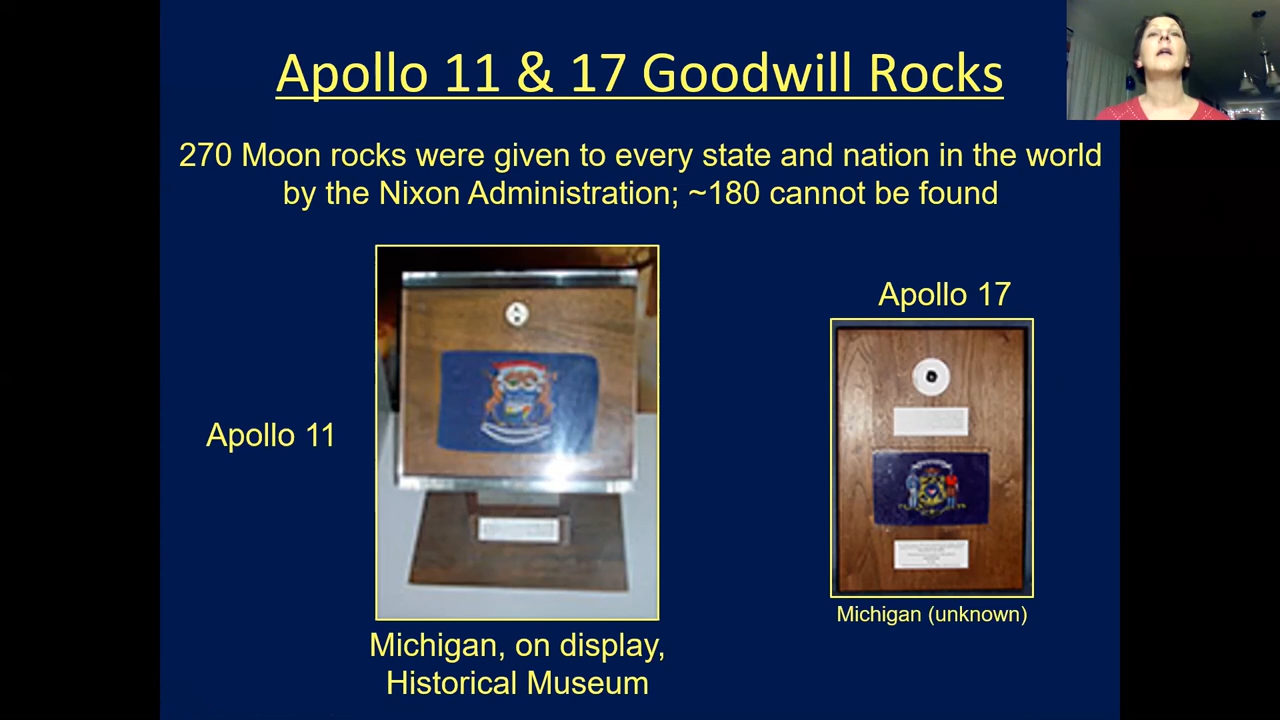 Apollo 11 & 17 Goodwill Rocks
270 Moon rocks were given to every state and nation in the world
by the Nixon Administration; ~180 cannot be found
Apollo 11
Apollo 17
Michigan (unknown)
Michigan, on display,
Historical Museum